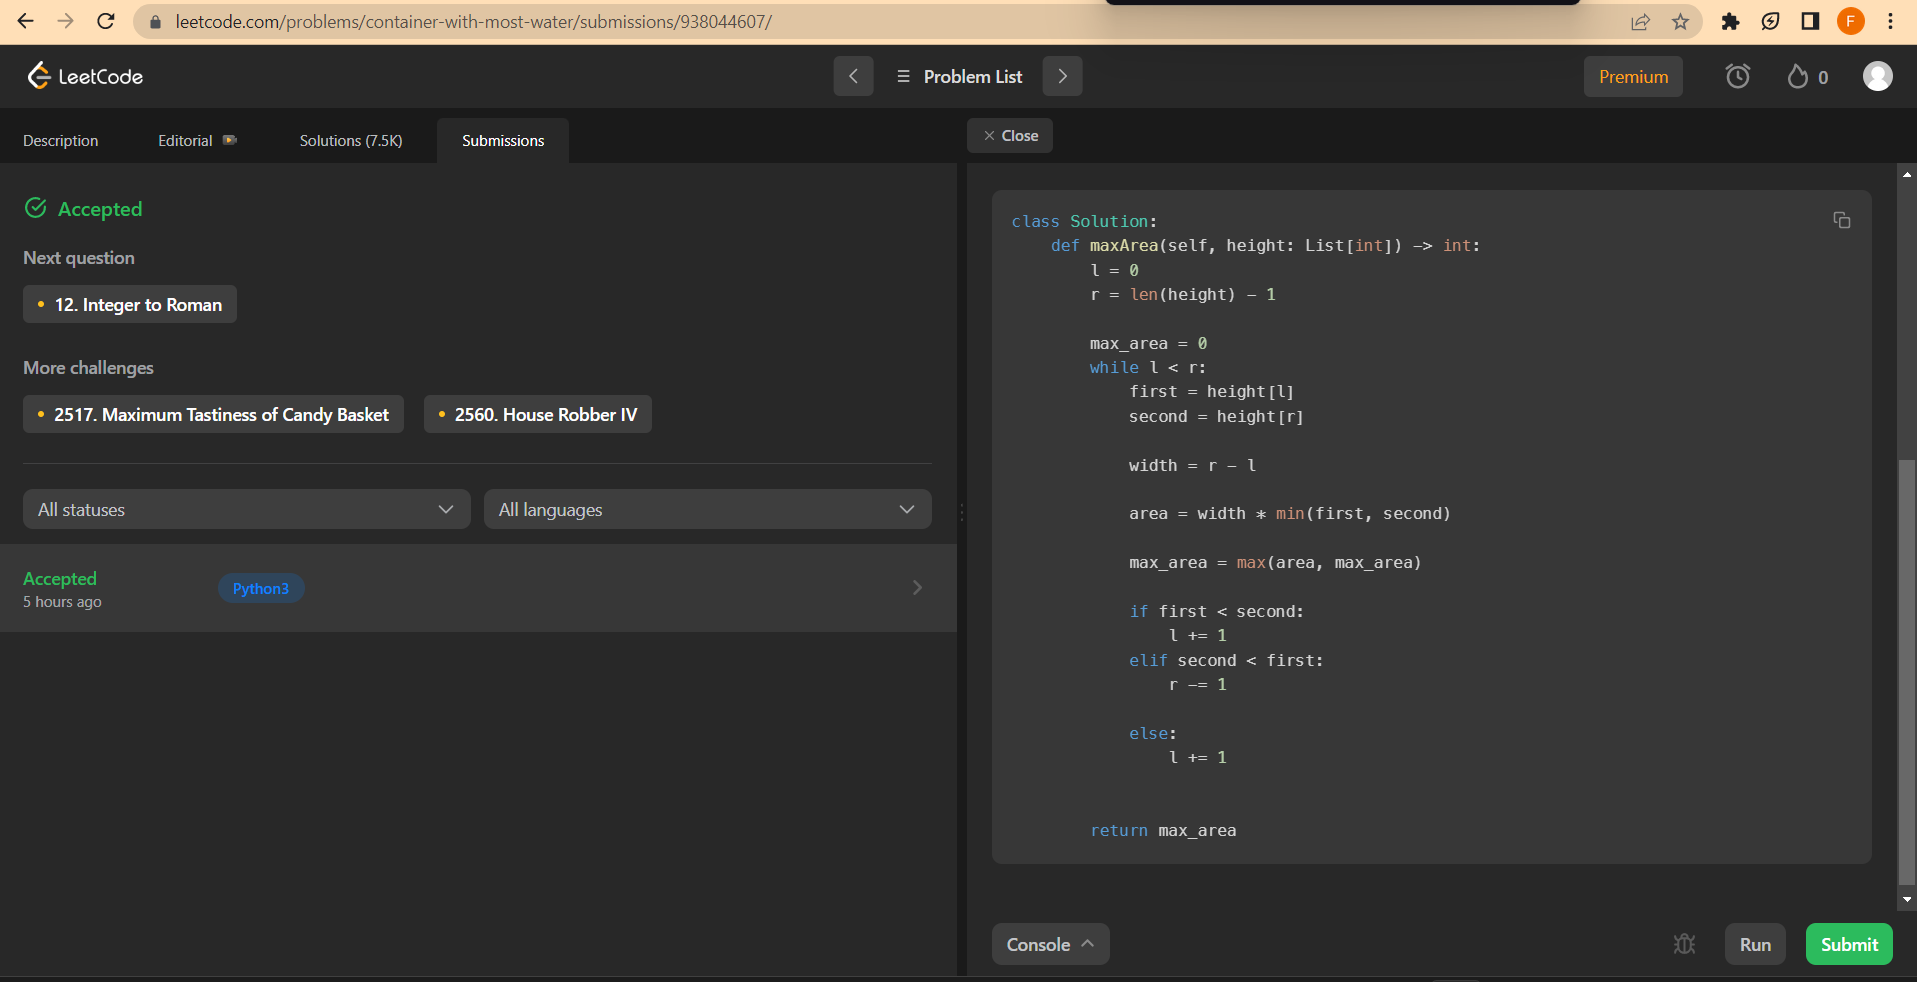 leetcode.com/problems/container-with-most-water/submissions/938044607/
F
LeetCode
Problem List
Premium
0
Description
Editorial
Solutions (7.5K)
Submissions
Close
Accepted
Next question
12. Integer to Roman
More challenges
2517. Maximum Tastiness of Candy Basket
2560. House Robber IV
All statuses
All languages
Accepted
5 hours ago
Python3
class Solution:
    def maxArea(self, height: List[int]) -> int:
        l = 0
        r = len(height) - 1

        max_area = 0
        while l < r:
            first = height[l]
            second = height[r]

            width = r - l

            area = width * min(first, second)

            max_area = max(area, max_area)

            if first < second:
                l += 1
            elif second < first:
                r -= 1

            else:
                l += 1


        return max_area
Console
Run
Submit